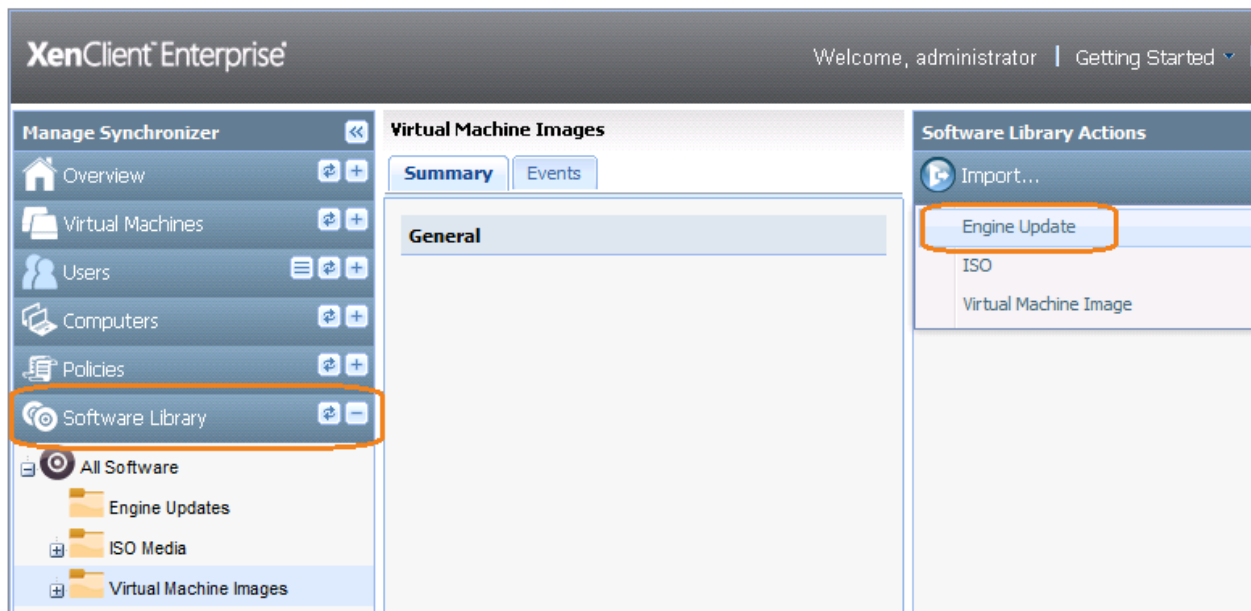 XenClient Enterprise
Welcome, administrator | Getting Started
Manage Synchronizer
Overview
Virtual Machines
Users
Computers
Policies
Software Library
All Software
Engine Updates
ISO Media
Virtual Machine Images
Virtual Machine Images
Summary
Events
General
Software Library Actions
Import...
Engine Update
ISO
Virtual Machine Image